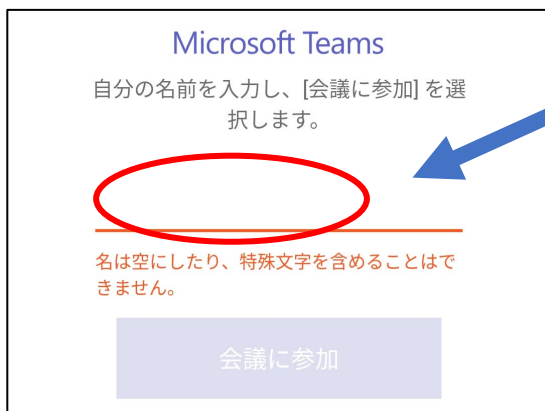 Microsoft Teams
自分の名前を入力し、[会議に参加] を選
択します。
名は空にしたり、特殊文字を含めることはで
きません。
会議に参加